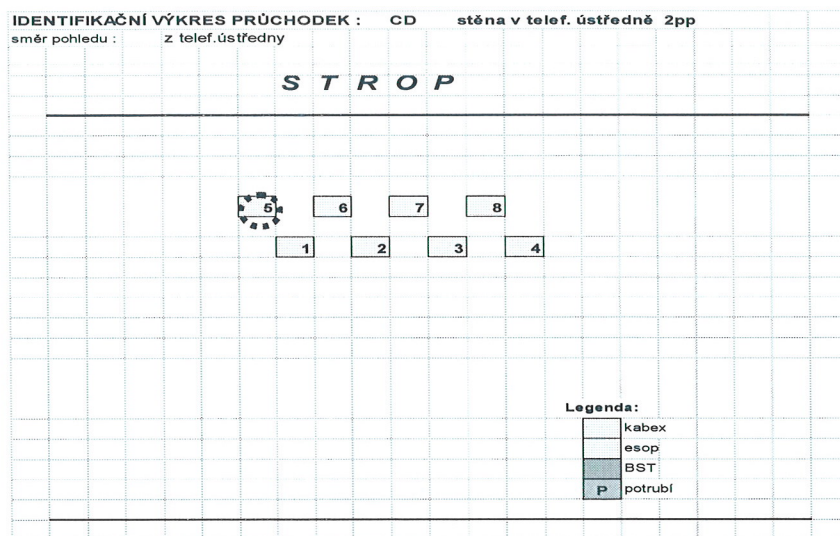 IDENTIFIKAČNÍ VÝKRES PRŮCHODEK : CD stěna v telef. ústředně 2pp
směr pohledu : z telef.ústředny
S T R O P
5 6 7 8
1 2 3 4
Legenda:
kabex
esop
BST
P potrubí